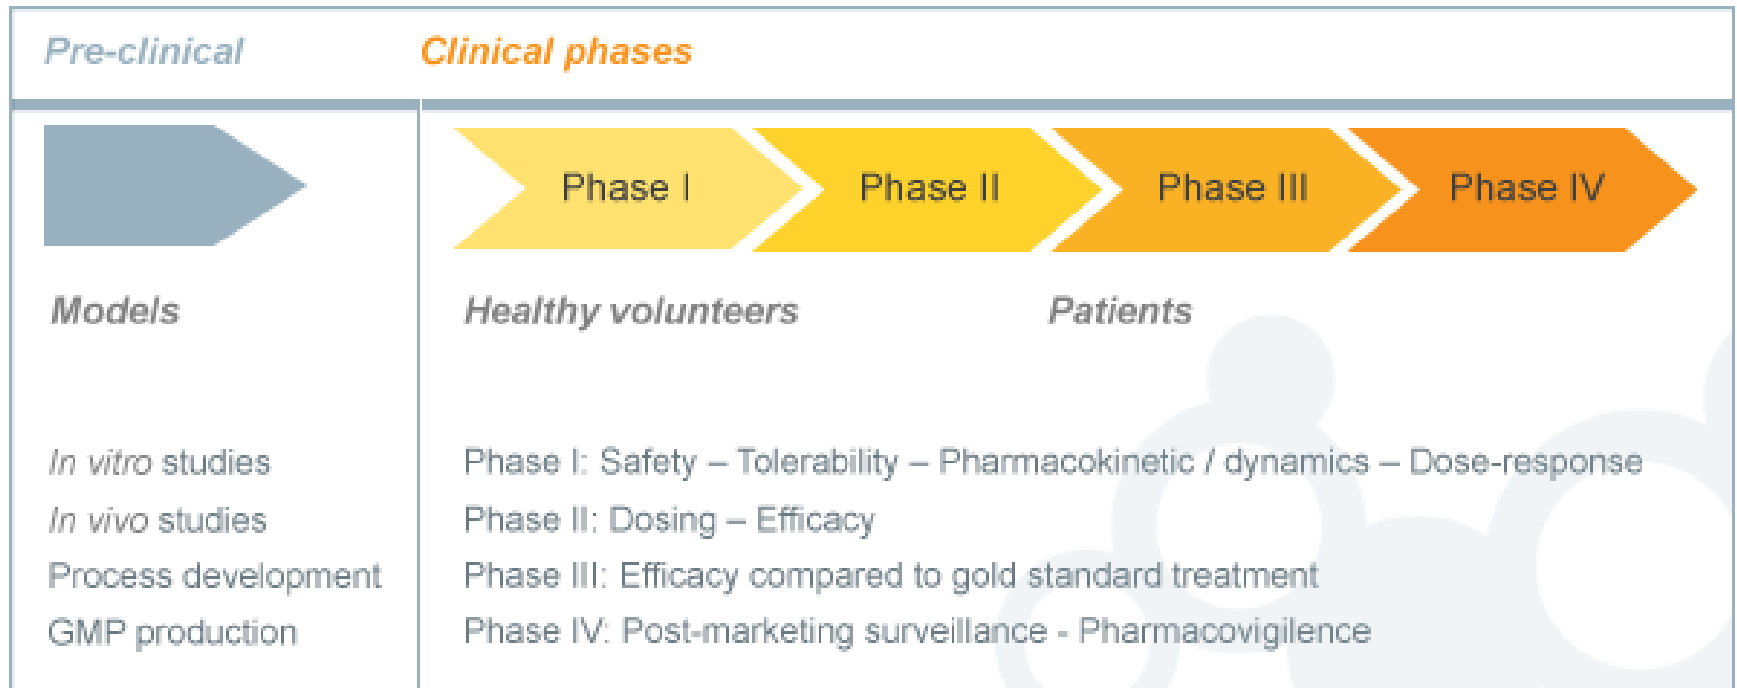 Pre-clinical
Clinical phases
Phase I
Phase II
Phase III
Phase IV
Models
Healthy volunteers
Patients
In vitro studies
In vivo studies
Process development
GMP production
Phase I: Safety – Tolerability – Pharmacokinetic / dynamics – Dose-response
Phase II: Dosing – Efficacy
Phase III: Efficacy compared to gold standard treatment
Phase IV: Post-marketing surveillance - Pharmacovigilence